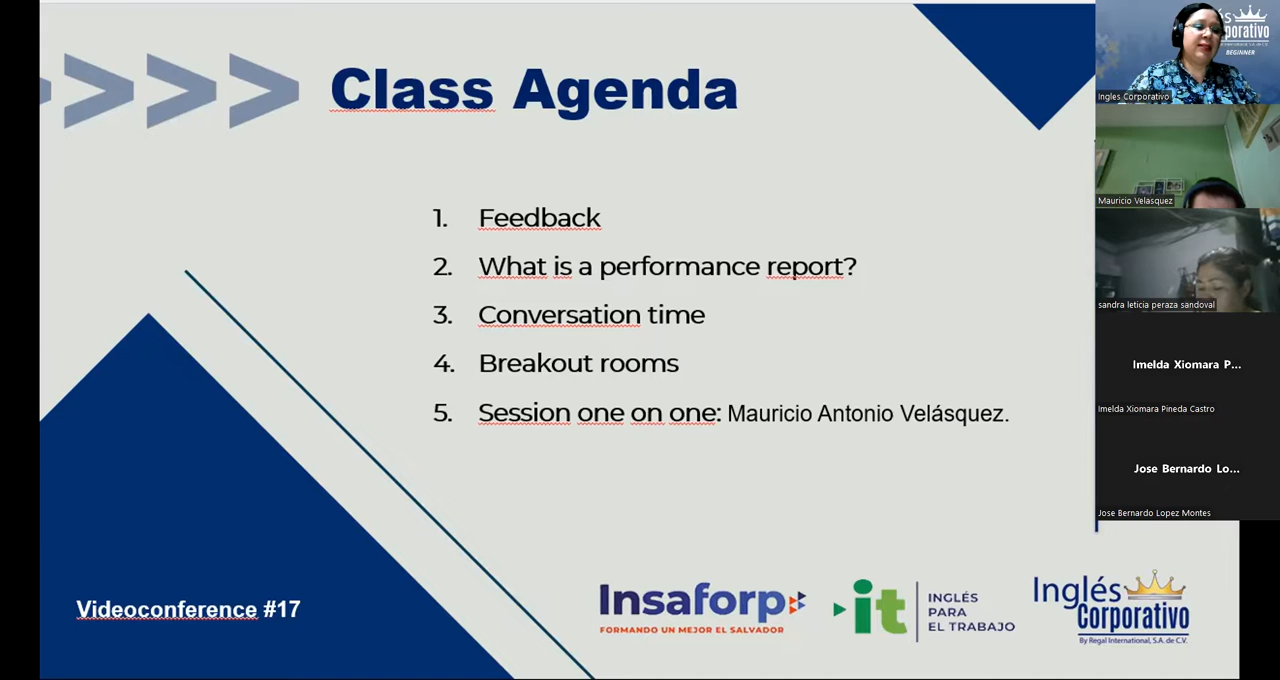 Class Agenda
1. Feedback
2. What is a performance report?
3. Conversation time
4. Breakout rooms
5. Session one on one: Mauricio Antonio Velásquez.
Videoconference #17
Insaforp
FORMANDO UN MEJOR EL SALVADOR
it
INGLÉS
PARA
EL TRABAJO
Inglés
Corporativo
By Regal International, S.A. de C.V.
BEGINNER
Ingles Corporativo
Mauricio Velasquez
sandra leticia peraza sandoval
Imelda Xiomara P...
Imelda Xiomara Pineda Castro
Jose Bernardo Lo...
Jose Bernardo Lopez Montes